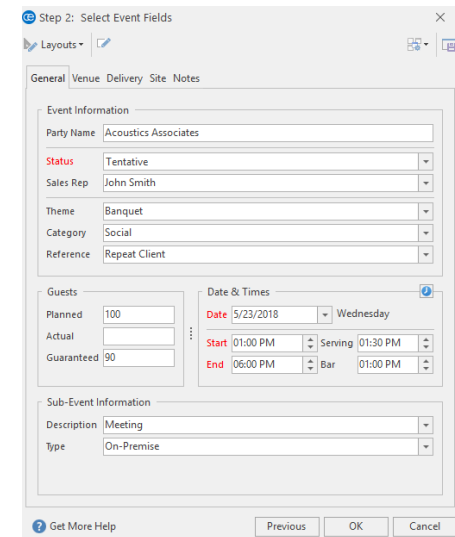 Step 2: Select Event Fields
Layouts
General Venue Delivery Site Notes
Event Information
Party Name Acoustics Associates
Status Tentative
Sales Rep John Smith
Theme Banquet
Category Social
Reference Repeat Client
Guests
Planned 100
Actual
Guaranteed 90
Date & Times
Date 5/23/2018 Wednesday
Start 01:00 PM Serving 01:30 PM
End 06:00 PM Bar 01:00 PM
Sub-Event Information
Description Meeting
Type On-Premise
? Get More Help Previous OK Cancel